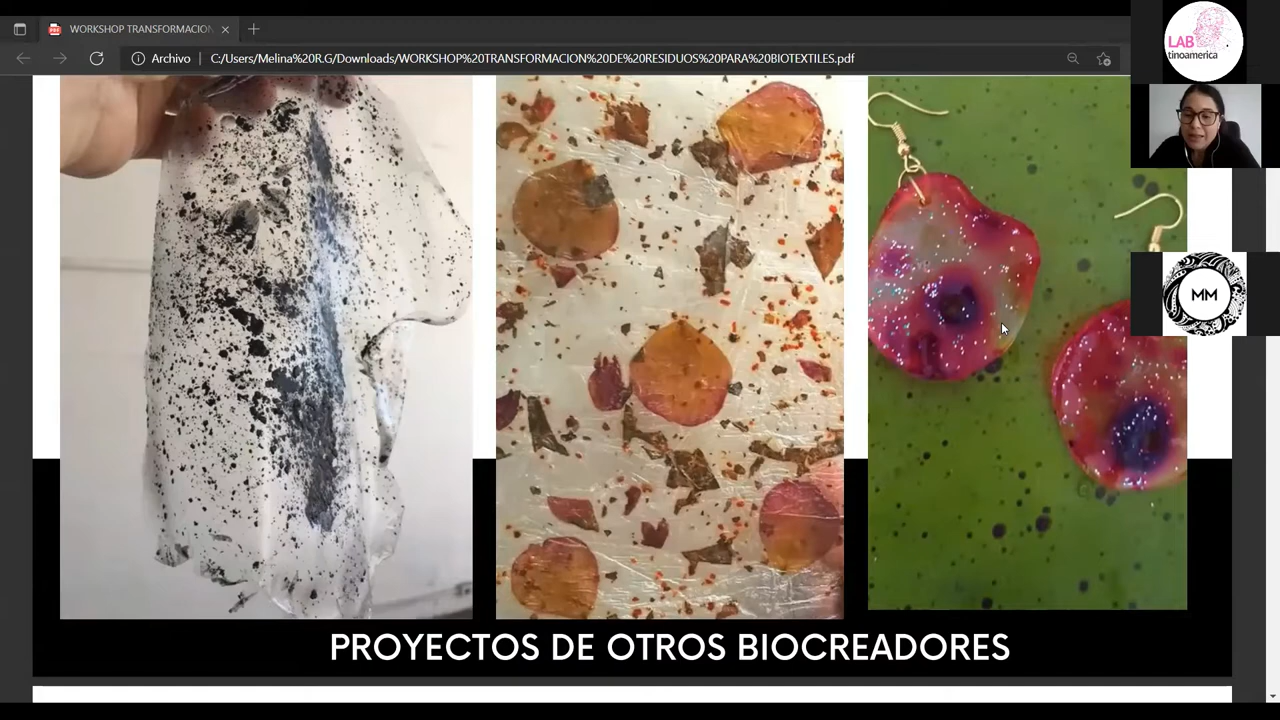 WORKSHOP TRANSFORMACION
Archivo
C:/Users/Melina%20R.G/Downloads/WORKSHOP%20TRANSFORMACION%20DE%20RESIDUOS%20PARA%20BIOTEXTILES.pdf
LAB
tinoamerica
MM
PROYECTOS DE OTROS BIOCREADORES